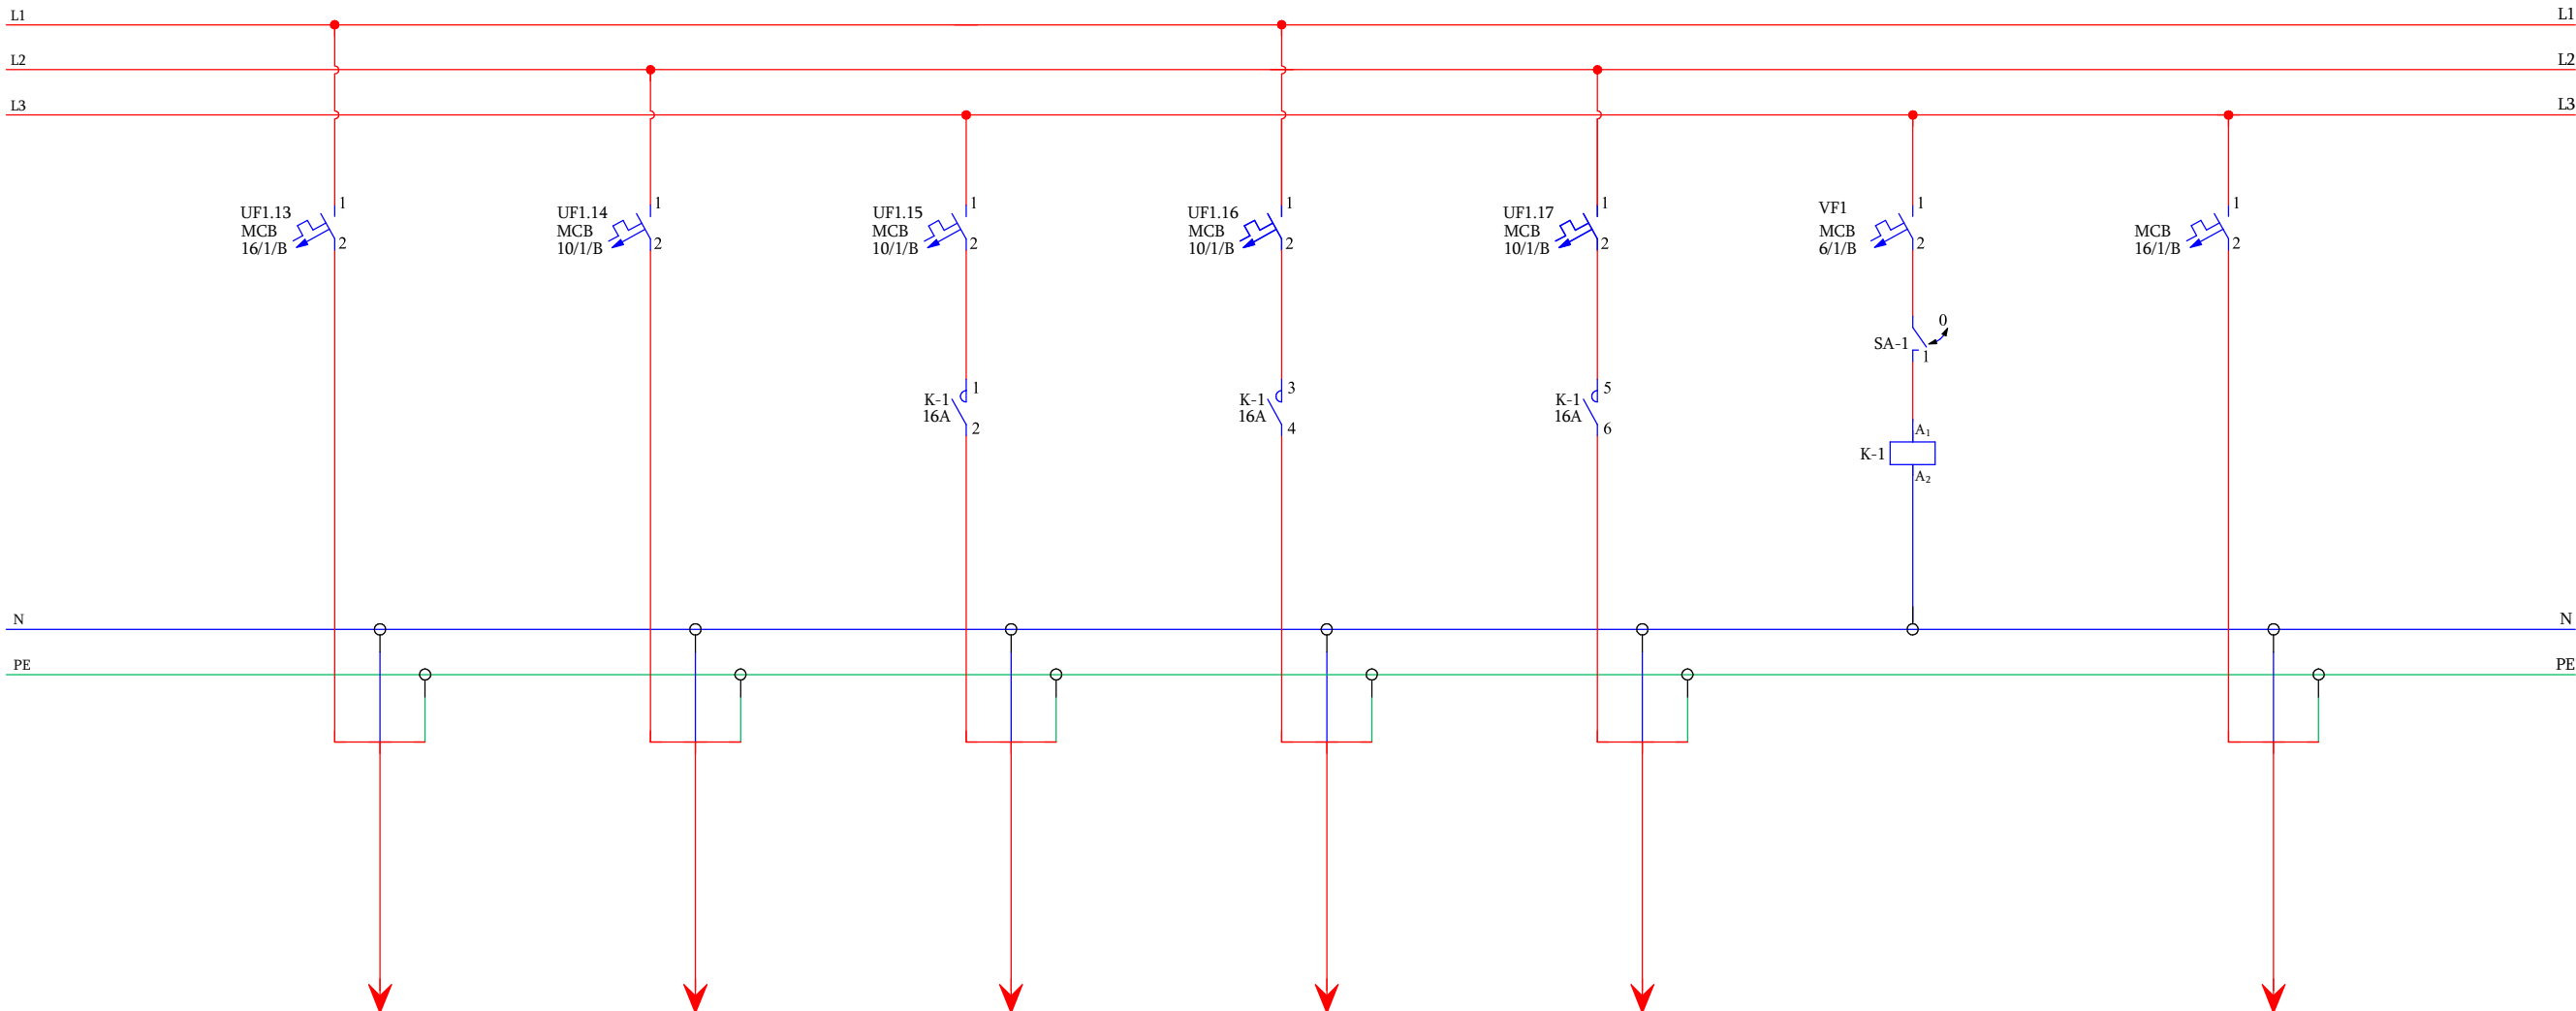 L1
L1
L2
L2
L3
L3
UF1.13
MCB
16/1/B
1
2
UF1.14
MCB
10/1/B
1
2
UF1.15
MCB
10/1/B
1
2
UF1.16
MCB
10/1/B
1
2
UF1.17
MCB
10/1/B
1
2
VF1
MCB
6/1/B
1
2
MCB
16/1/B
1
2
SA-1
0
1
K-1
16A
1
2
K-1
16A
3
4
K-1
16A
5
6
K-1
A1
A2
N
N
PE
PE